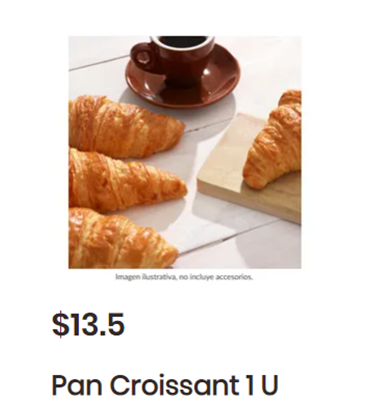 Imagen ilustrativa, no incluye accesorios.
$13.5
Pan Croissant 1 U